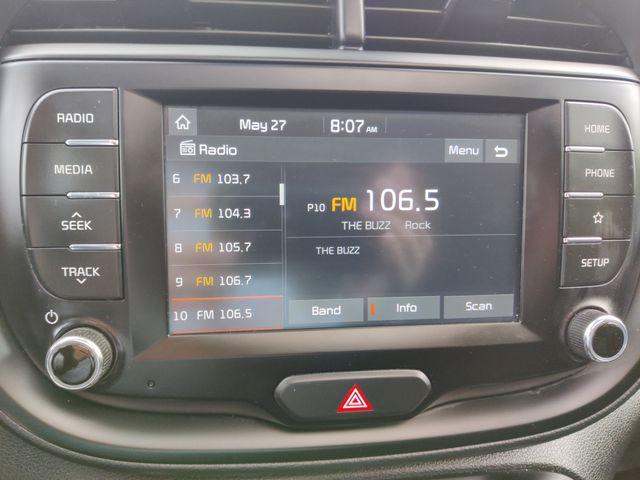 RADIO
MEDIA
SEEK
TRACK
May 27 8:07 AM
Radio Menu
6 FM 103.7
7 FM 104.3
8 FM 105.7
9 FM 106.7
10 FM 106.5
P10 FM 106.5
THE BUZZ Rock
THE BUZZ
Band Info Scan
HOME
PHONE
SETUP